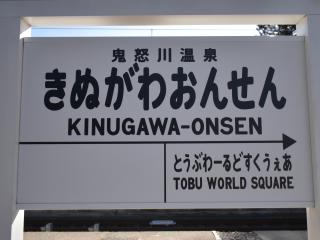 鬼怒川温泉
きぬがわおんせん
KINUGAWA-ONSEN
とうぶわーるどすくうぇあ
TOBU WORLD SQUARE